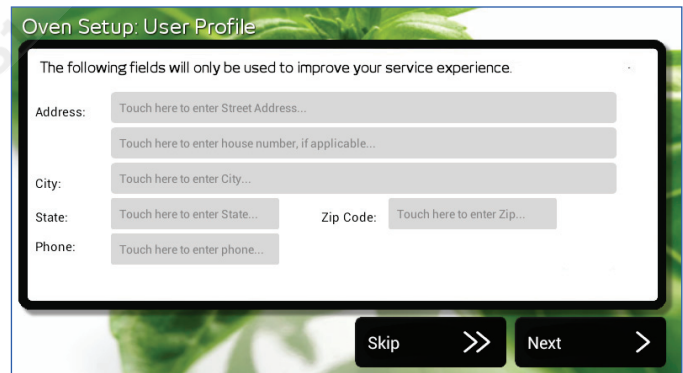 Oven Setup: User Profile
The following fields will only be used to improve your service experience.
Address: Touch here to enter Street Address...
Touch here to enter house number, if applicable...
City: Touch here to enter City...
State: Touch here to enter State... Zip Code: Touch here to enter Zip...
Phone: Touch here to enter phone...
Skip Next